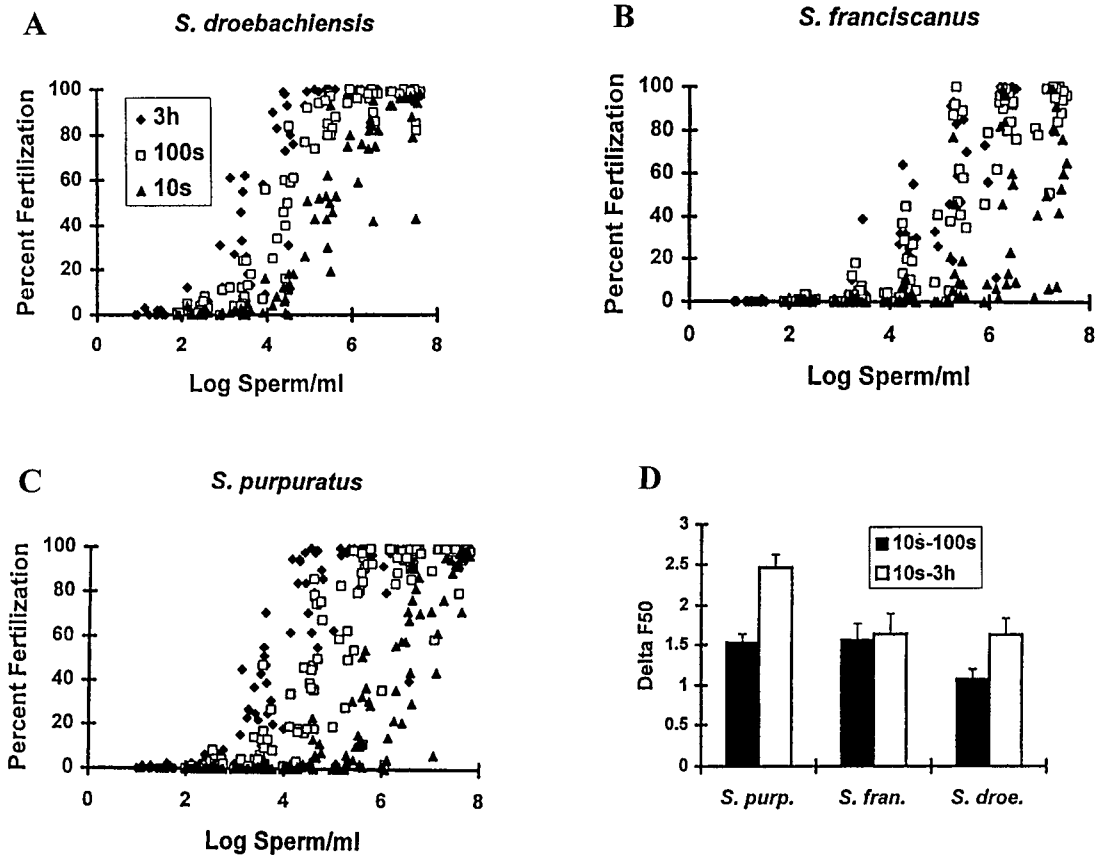 A
S. droebachiensis
Percent Fertilization
100
80
60
40
20
0
3h
100s
10s
0 2 4 6 8
Log Sperm/ml
B
S. franciscanus
Percent Fertilization
100
80
60
40
20
0
0 2 4 6 8
Log Sperm/ml
C
S. purpuratus
Percent Fertilization
100
80
60
40
20
0
0 2 4 6 8
Log Sperm/ml
D
Delta F50
3
2.5
2
1.5
1
0.5
0
10s-100s
10s-3h
S. purp. S. fran. S. droe.